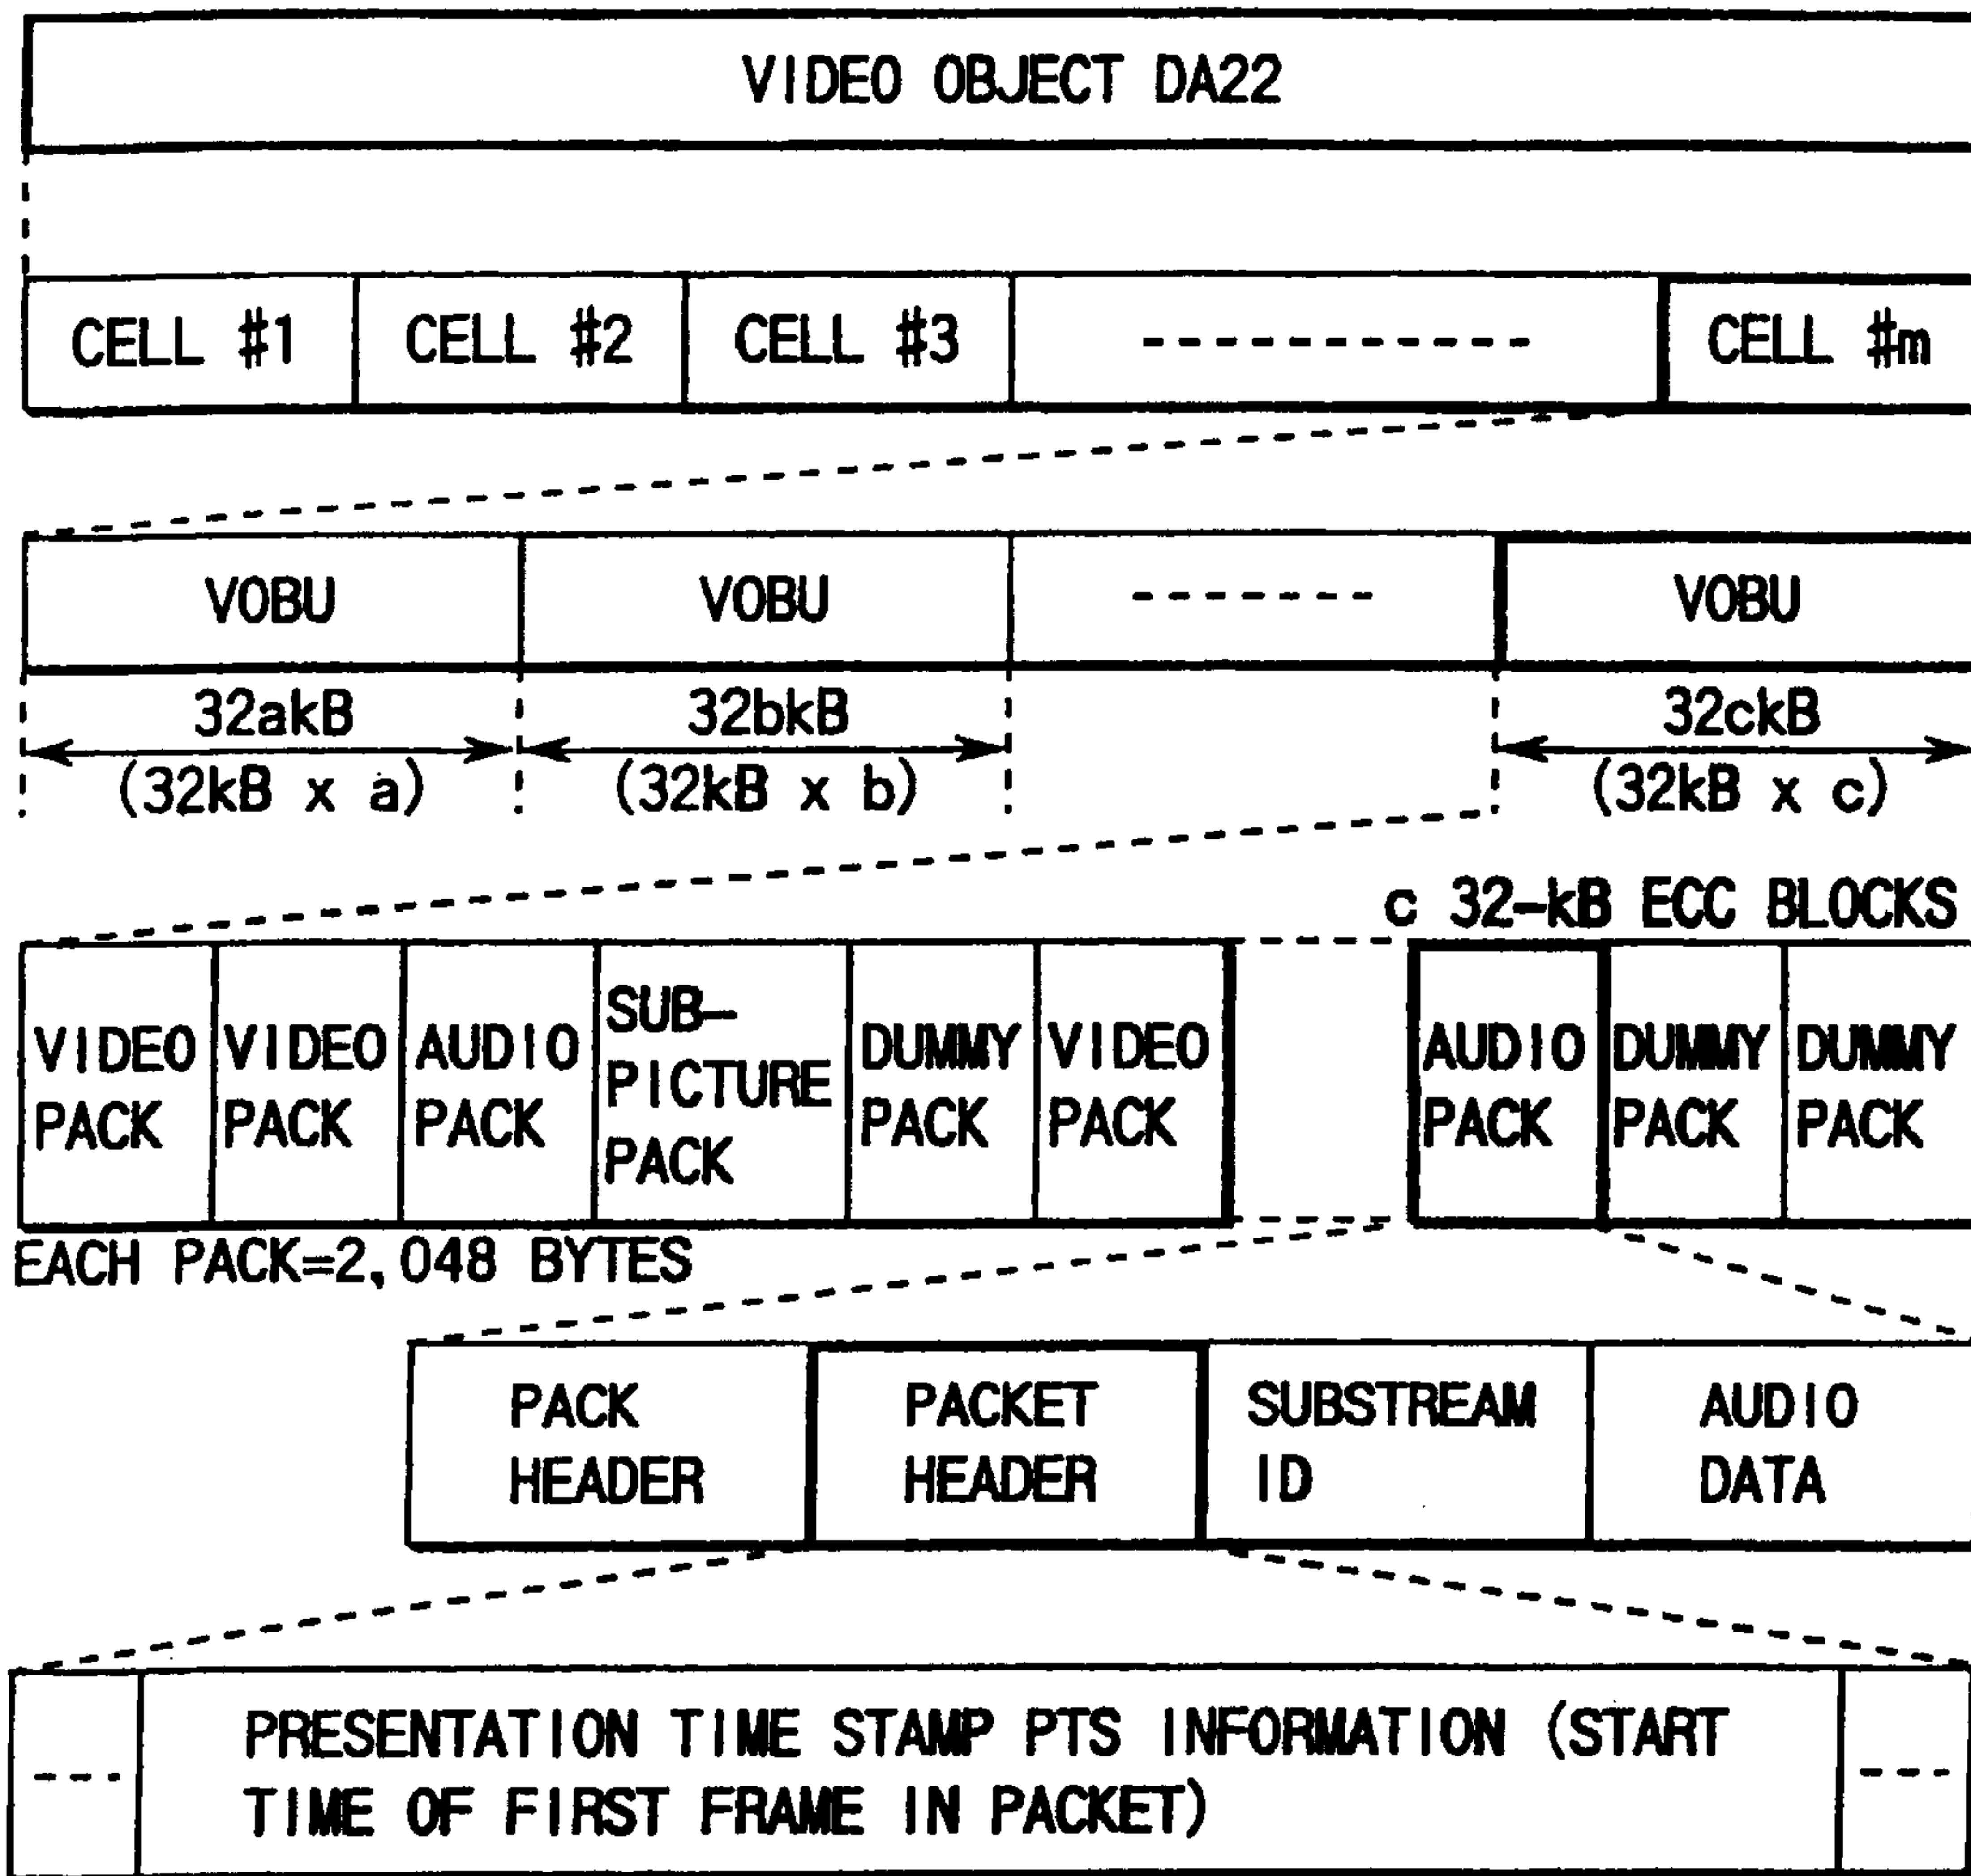 VIDEO OBJECT DA22
CELL #1 CELL #2 CELL #3 ------------ CELL #m
VOBU VOBU ------- VOBU
32akB 32bkB 32ckB
(32kB x a) (32kB x b) (32kB x c)
c 32-kB ECC BLOCKS
VIDEO
PACK
VIDEO
PACK
AUDIO
PACK
SUB-
PICTURE
PACK
DUMMY
PACK
VIDEO
PACK
AUDIO
PACK
DUMMY
PACK
DUMMY
PACK
EACH PACK=2,048 BYTES
PACK
HEADER
PACKET
HEADER
SUBSTREAM
ID
AUDIO
DATA
--- PRESENTATION TIME STAMP PTS INFORMATION (START
TIME OF FIRST FRAME IN PACKET) ---